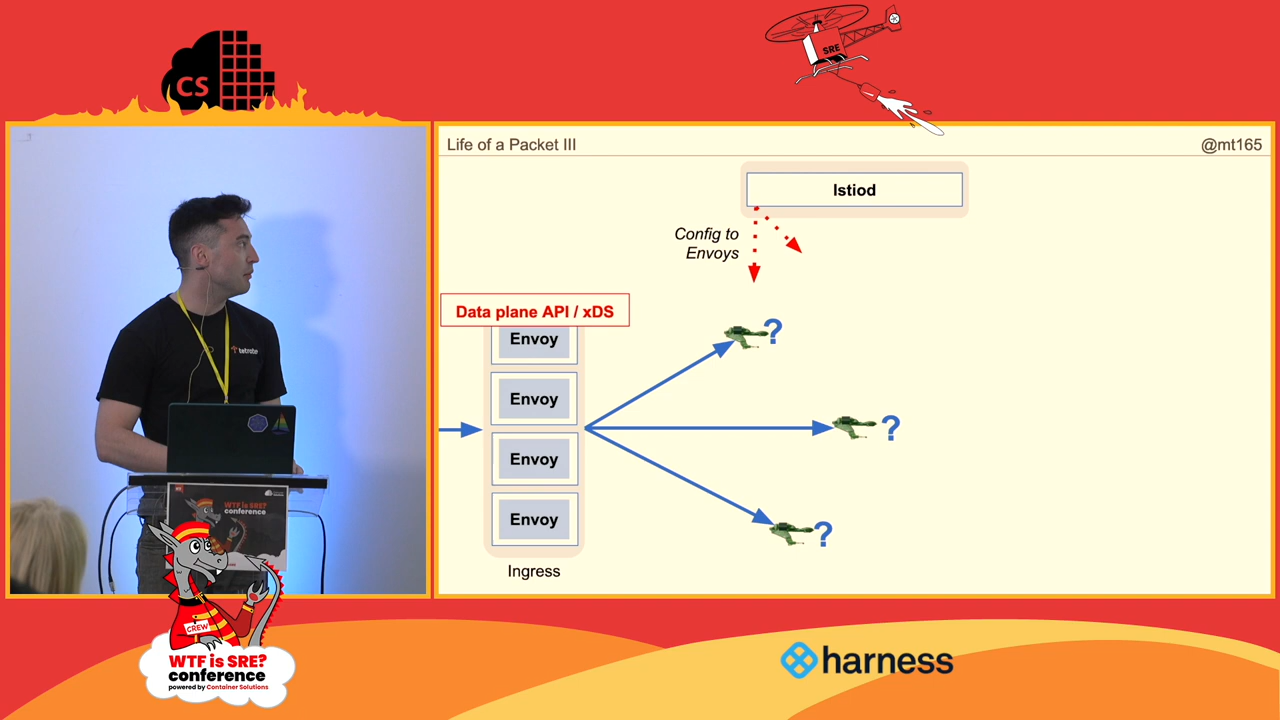 CS
SRE
Life of a Packet III
@mt165
Istiod
Config to
Envoys
Data plane API / xDS
Envoy
?
Envoy
?
Envoy
Envoy
?
Ingress
tetrate
WTF is SRE?
conference
CREW
WTF is SRE?
conference
powered by Container Solutions
harness